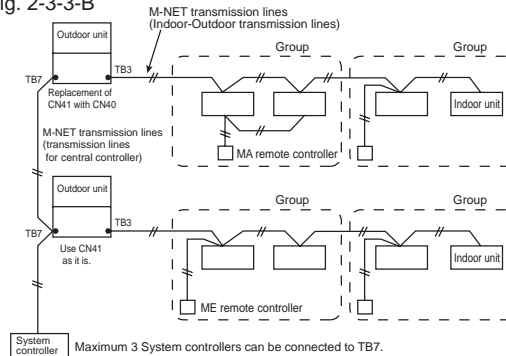 Fig. 2-3-3-B
M-NET transmission lines
(Indoor-Outdoor transmission lines)
Outdoor unit
Group
Group
TB7
TB3
Replacement of
CN41 with CN40
Indoor unit
M-NET transmission lines
(transmission lines
for central controller)
MA remote controller
Outdoor unit
Group
Group
TB3
TB7
Use CN41
as it is.
Indoor unit
ME remote controller
System
controller
Maximum 3 System controllers can be connected to TB7.